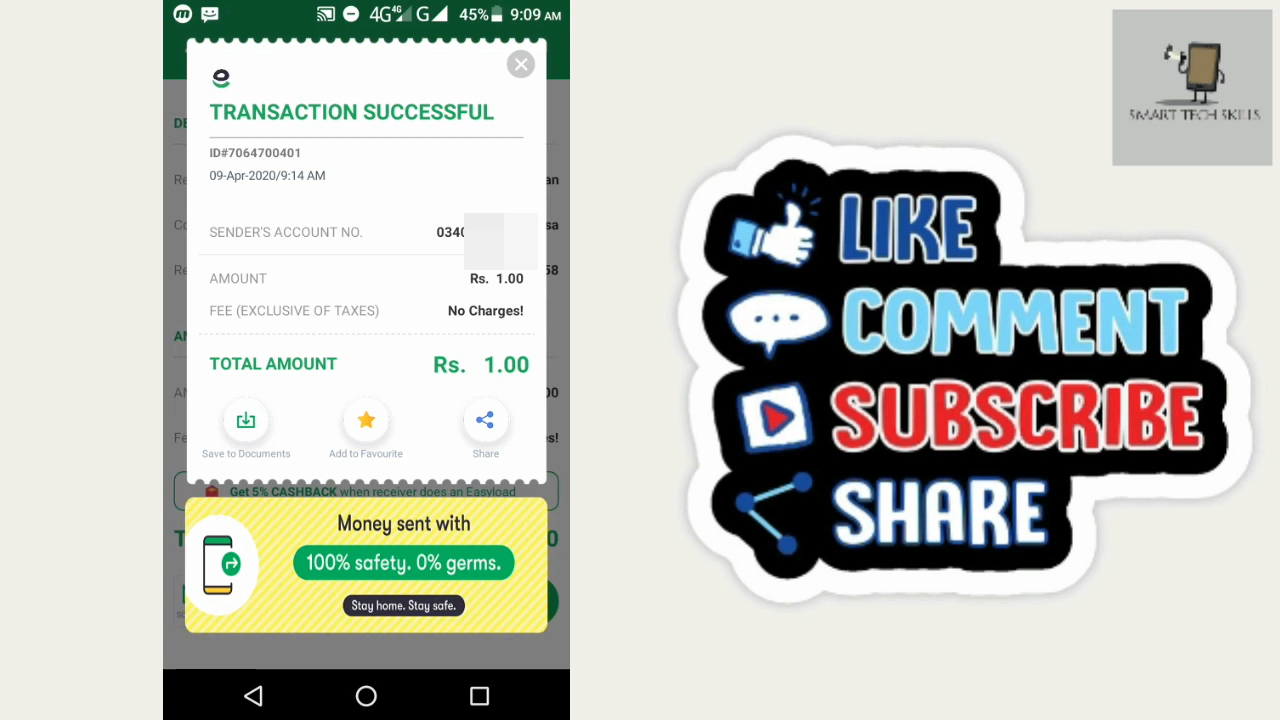 4G 4G G 45% 9:09 AM
TRANSACTION SUCCESSFUL
ID#7064700401
09-Apr-2020/9:14 AM
SENDER'S ACCOUNT NO. 0340
AMOUNT Rs. 1.00
FEE (EXCLUSIVE OF TAXES) No Charges!
TOTAL AMOUNT Rs. 1.00
Save to Documents Add to Favourite Share
Get 5% CASHBACK when receiver does an Easyload
Money sent with
100% safety. 0% germs.
Stay home. Stay safe.
SMART TECH SKILLS
LIKE
COMMENT
SUBSCRIBE
SHARE